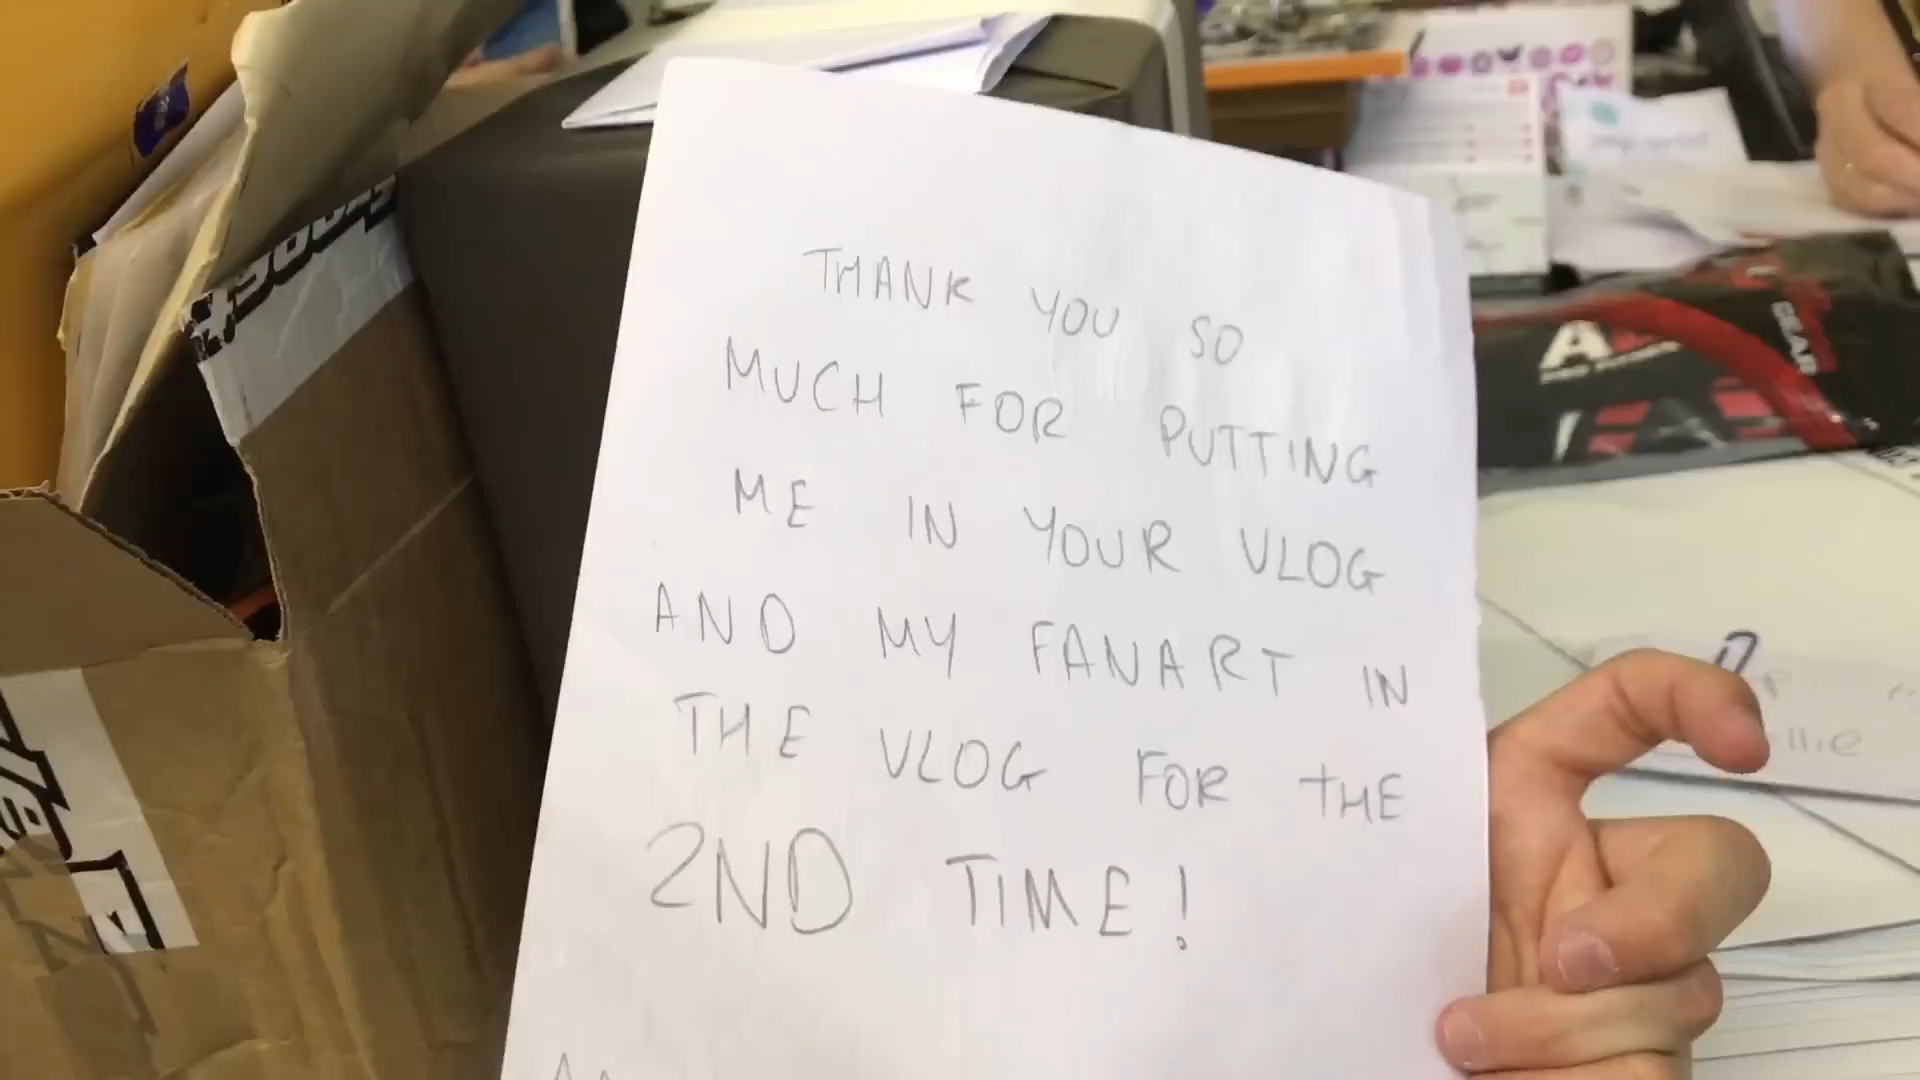 THANK YOU SO
MUCH FOR PUTTING
ME IN YOUR VLOG
AND MY FANART IN
THE VLOG FOR THE
2ND TIME!
GEAR